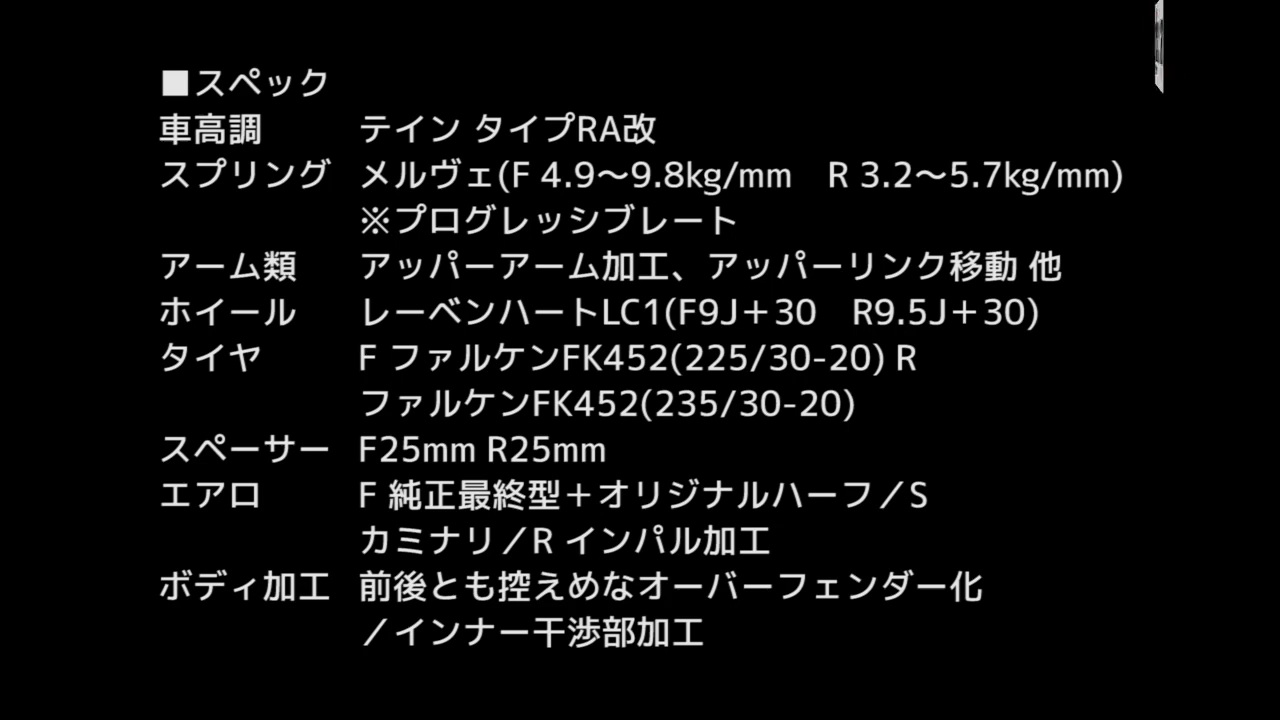 ■スペック
車高調 テイン タイプRA改
スプリング メルヴェ(F 4.9～9.8kg/mm　R 3.2～5.7kg/mm)
※プログレッシブレート
アーム類 アッパーアーム加工、アッパーリンク移動 他
ホイール レーベンハートLC1(F9J＋30　R9.5J＋30)
タイヤ F ファルケンFK452(225/30-20) R
ファルケンFK452(235/30-20)
スペーサー F25mm R25mm
エアロ F 純正最終型＋オリジナルハーフ／S
カミナリ／R インパル加工
ボディ加工 前後とも控えめなオーバーフェンダー化
／インナー干渉部加工